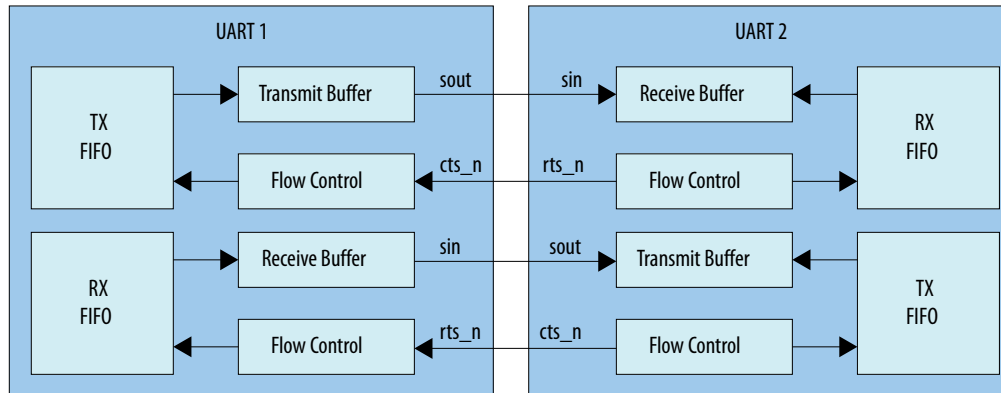 UART 1
UART 2
TX
FIFO
Transmit Buffer
sout
sin
Receive Buffer
RX
FIFO
Flow Control
cts_n
rts_n
Flow Control
RX
FIFO
Receive Buffer
sin
sout
Transmit Buffer
TX
FIFO
Flow Control
rts_n
cts_n
Flow Control